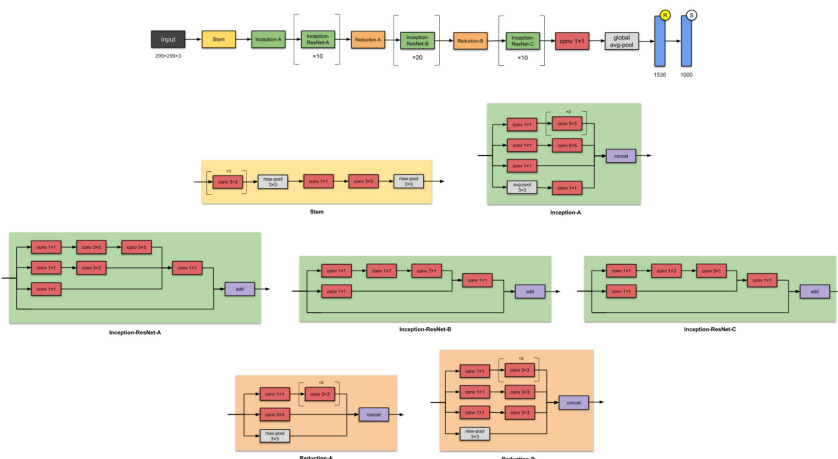 input
299×299×3
Stem
Inception-A
Inception-
ResNet-A
×10
Reduction-A
Inception-
ResNet-B
×20
Reduction-B
Inception-
ResNet-C
×10
conv 1×1
global
avg-pool
R
1536
S
1000
×3
conv 3×3
max-pool
3×3
conv 1×1
conv 3×3
max-pool
3×3
Stem
×2
conv 1×1
conv 3×3
conv 1×1
conv 5×5
conv 1×1
avg-pool
3×3
conv 1×1
concat
Inception-A
conv 1×1
conv 3×3
conv 3×3
conv 1×1
conv 3×3
conv 1×1
conv 1×1
add
Inception-ResNet-A
conv 1×1
conv 1×7
conv 7×1
conv 1×1
conv 1×1
add
Inception-ResNet-B
conv 1×1
conv 1×3
conv 3×1
conv 1×1
conv 1×1
add
Inception-ResNet-C
×2
conv 1×1
conv 3×3
conv 3×3
max-pool
3×3
concat
Reduction-A
×2
conv 1×1
conv 3×3
conv 1×1
conv 3×3
conv 1×1
conv 3×3
max-pool
3×3
concat
Reduction-B